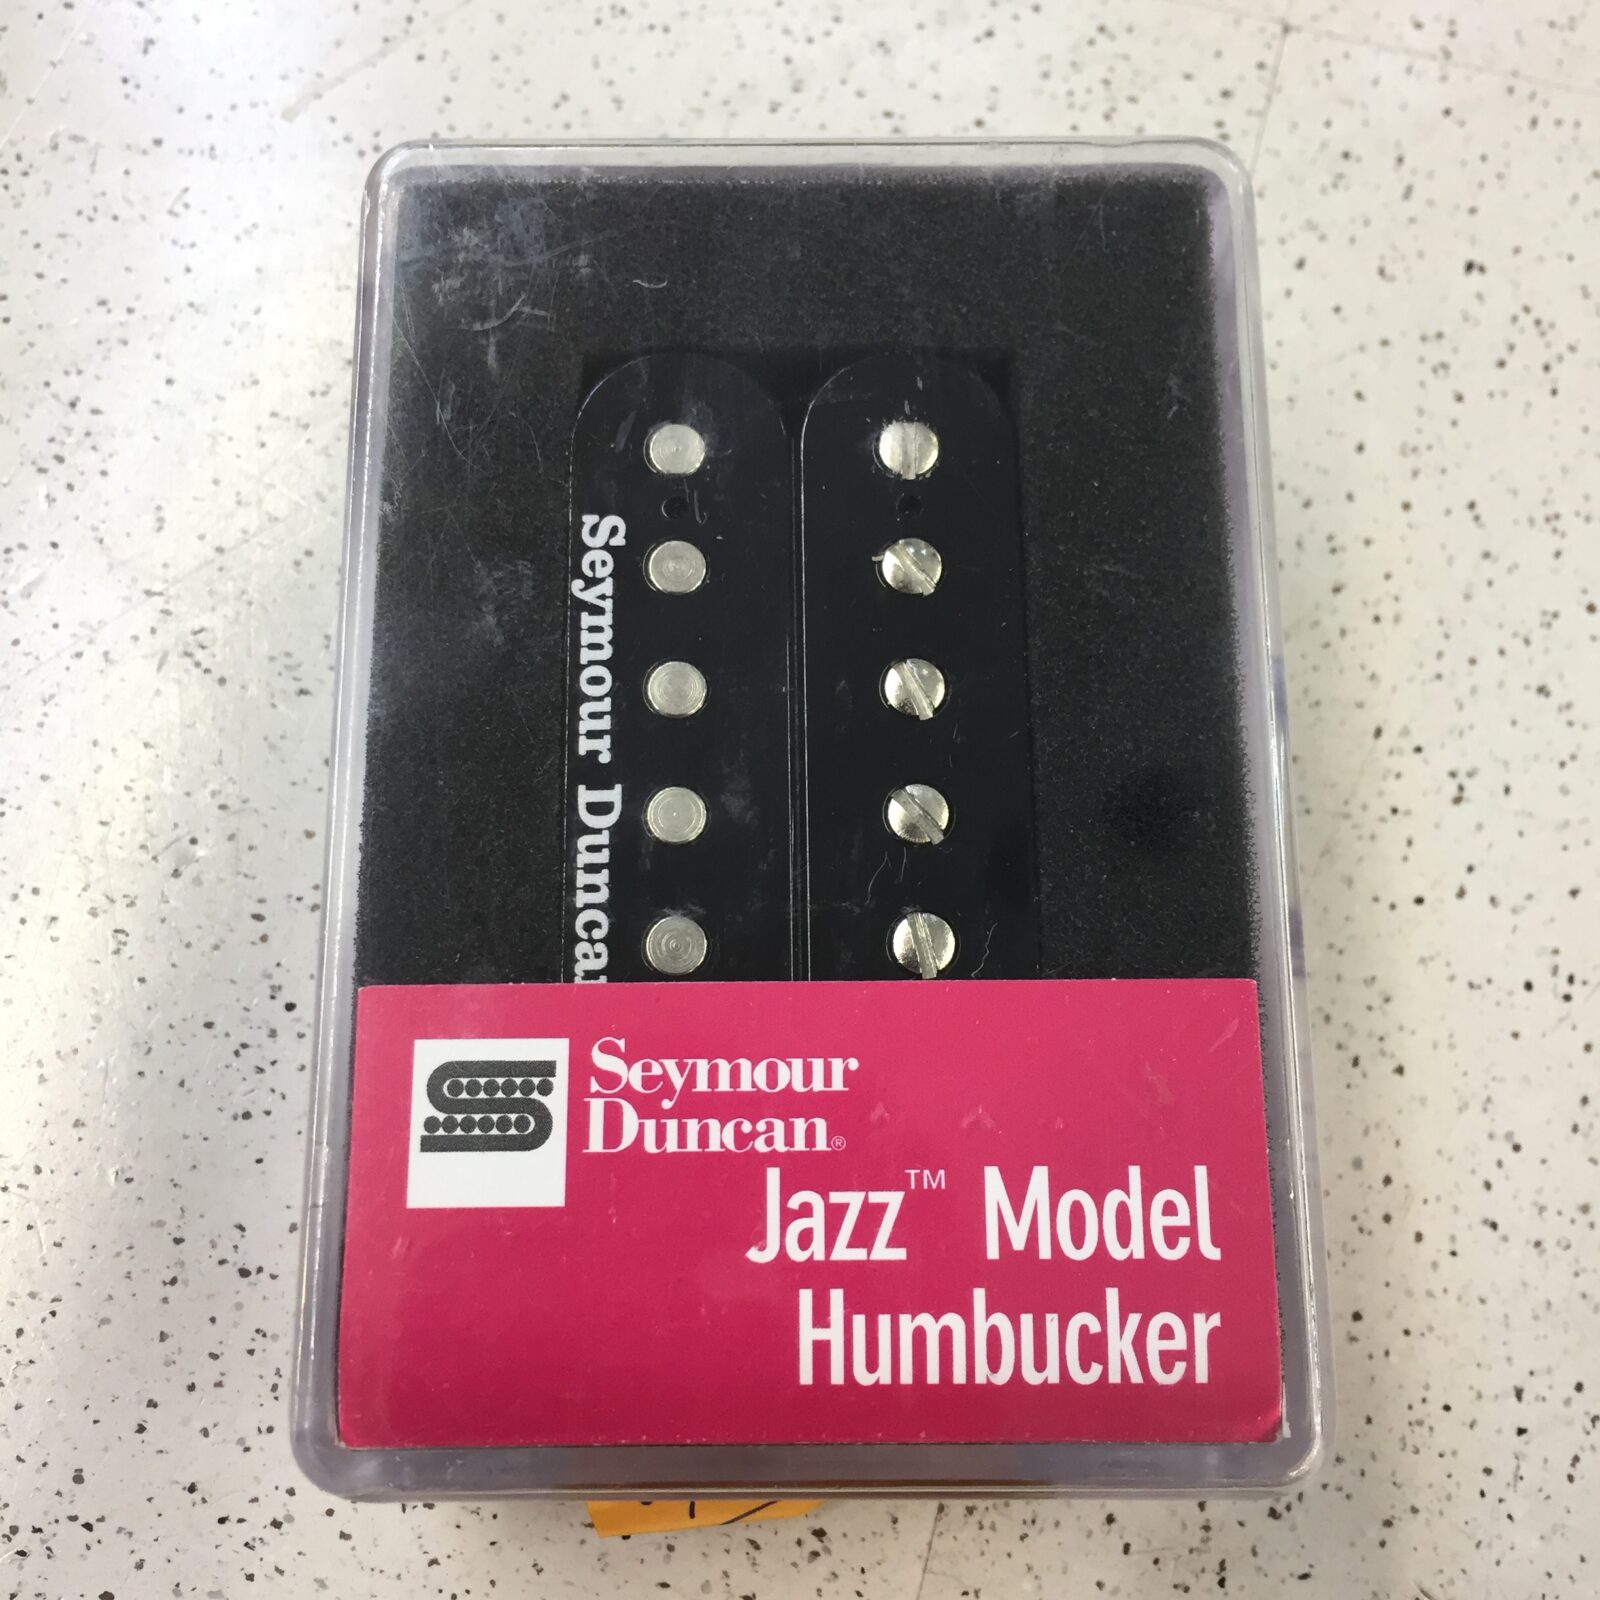 Seymour Duncan
Seymour
Duncan®
Jazz™ Model
Humbucker